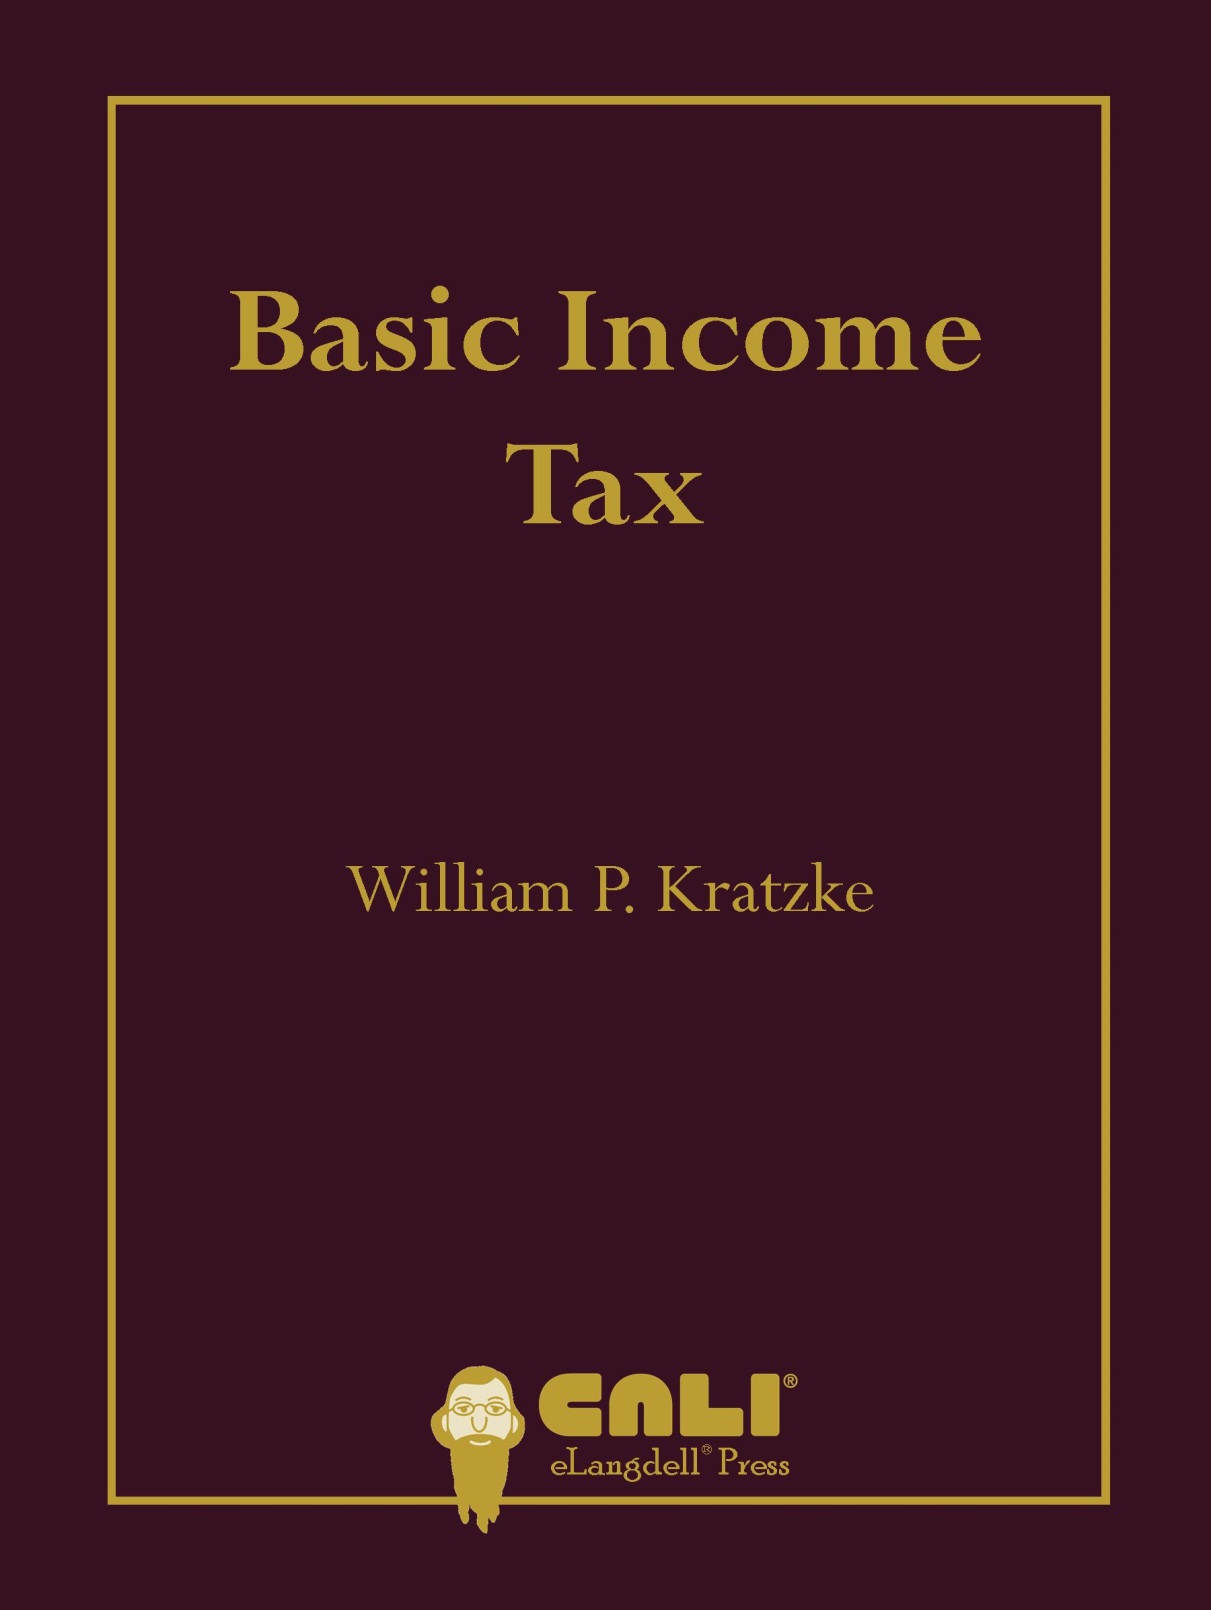 Basic Income
Tax
William P. Kratzke
CALI®
eLangdell® Press